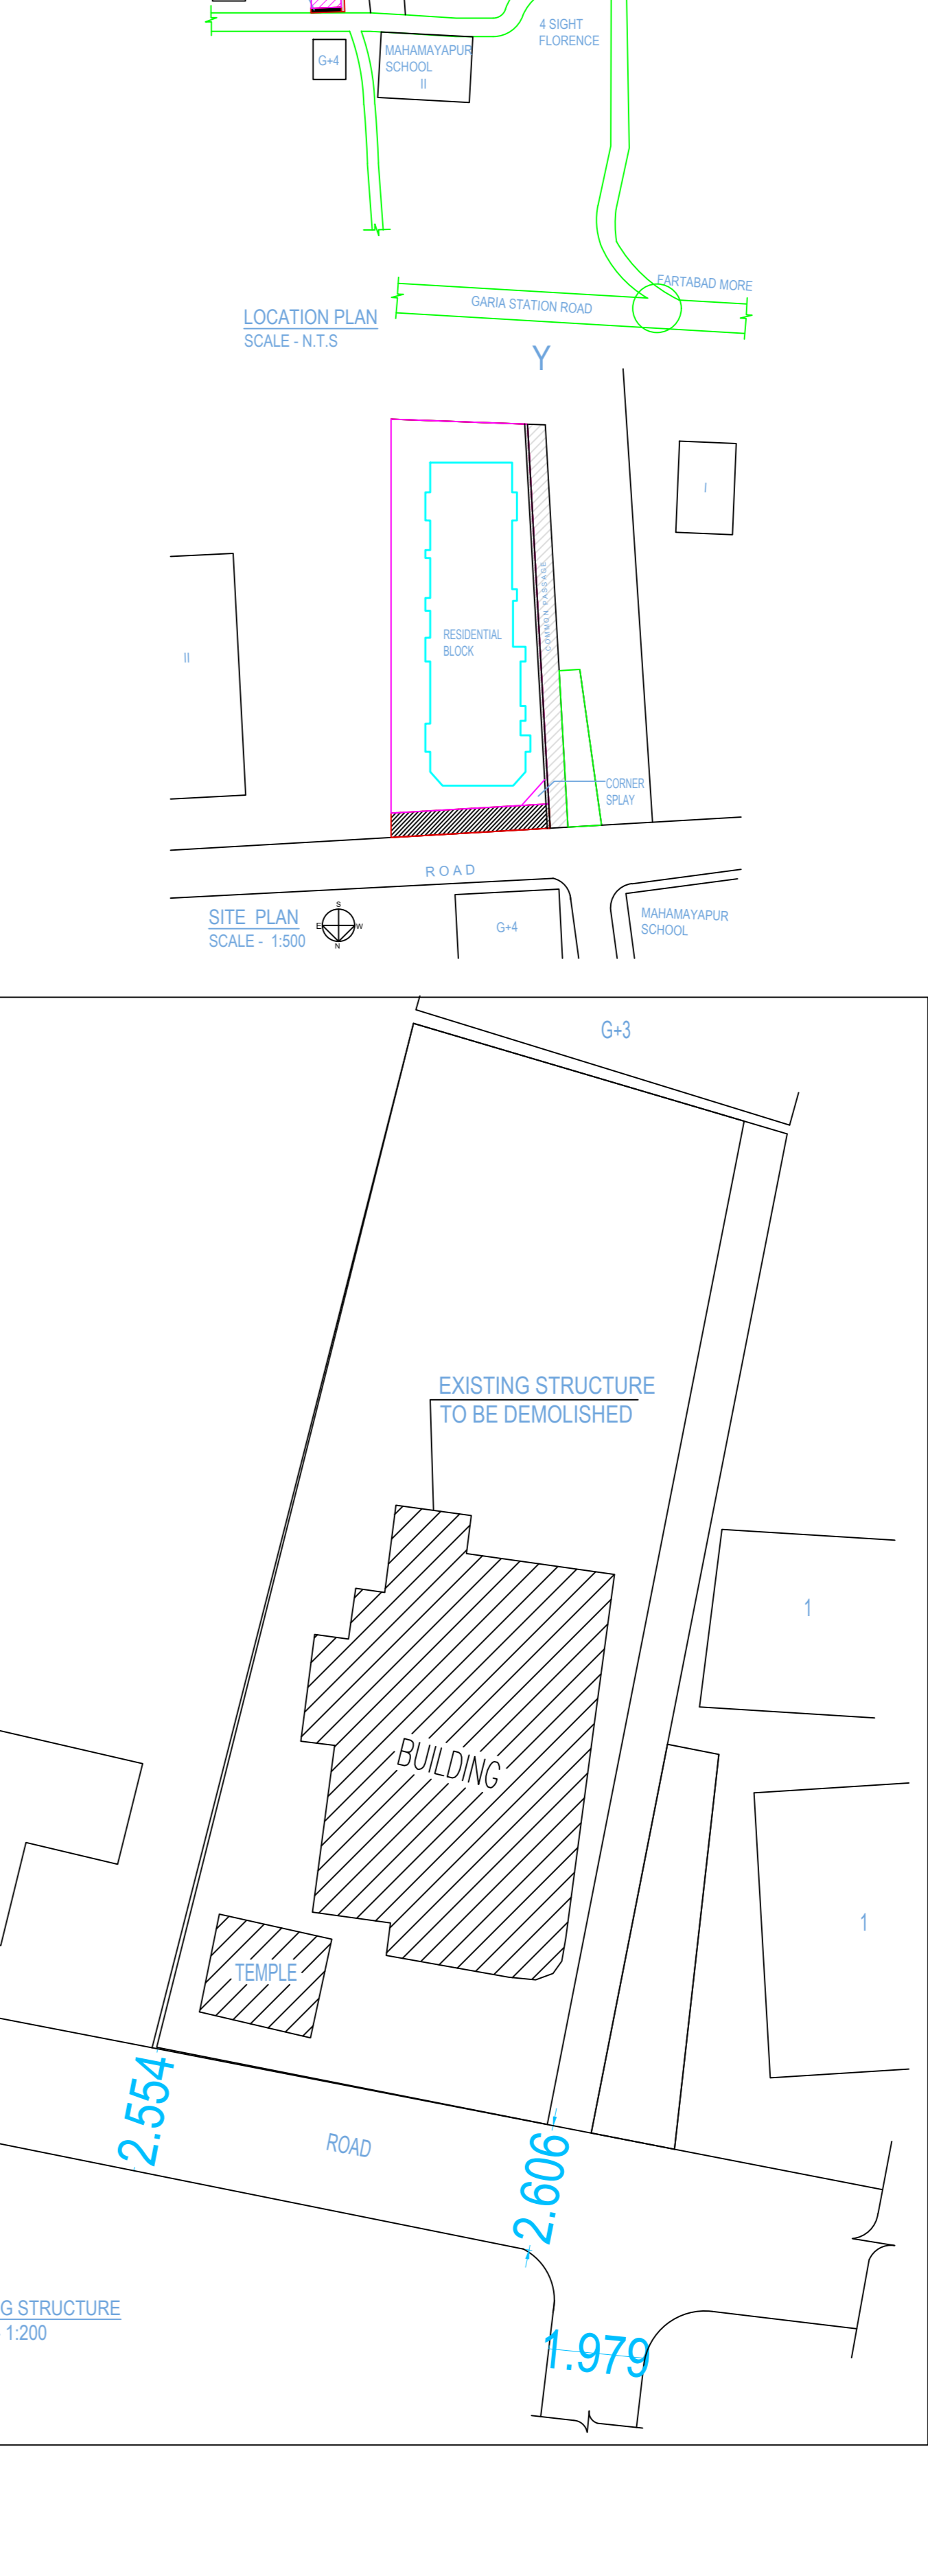 4 SIGHT
FLORENCE
G+4
MAHAMAYAPUR
SCHOOL
II
FARTABAD MORE
GARIA STATION ROAD
LOCATION PLAN
SCALE - N.T.S
Y
I
COMMON PASSAGE
RESIDENTIAL
BLOCK
II
CORNER
SPLAY
ROAD
SITE PLAN
SCALE - 1:500
S
E
W
N
G+4
MAHAMAYAPUR
SCHOOL
G+3
EXISTING STRUCTURE
TO BE DEMOLISHED
1
BUILDING
1
TEMPLE
2.554
ROAD
2.606
G STRUCTURE
1:200
1.979